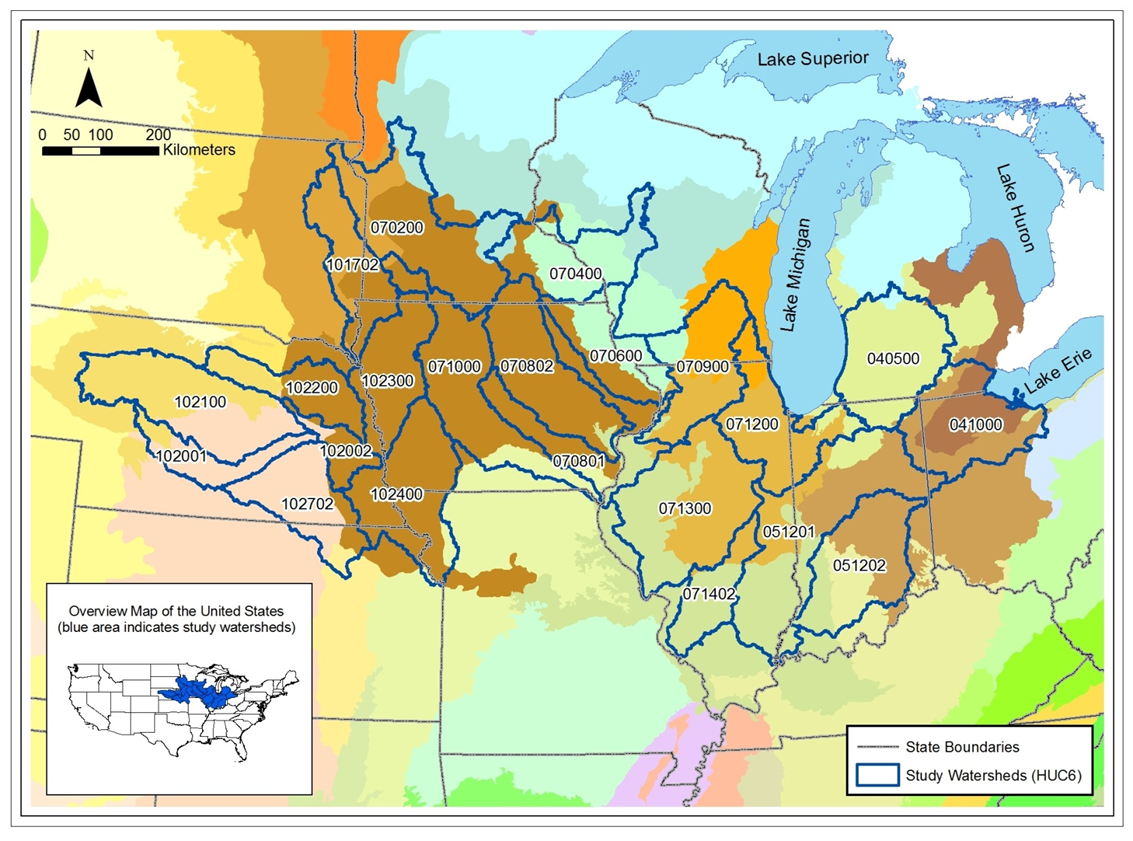 Lake Superior
N
0 50 100 200
Kilometers
Lake Huron
070200
Lake Michigan
101702
070400
Lake Erie
070600
040500
070900
102300
071000
070802
102200
102100
071200
041000
102001
102002
070801
102400
102702
071300
051201
051202
071402
Overview Map of the United States
(blue area indicates study watersheds)
State Boundaries
Study Watersheds (HUC6)